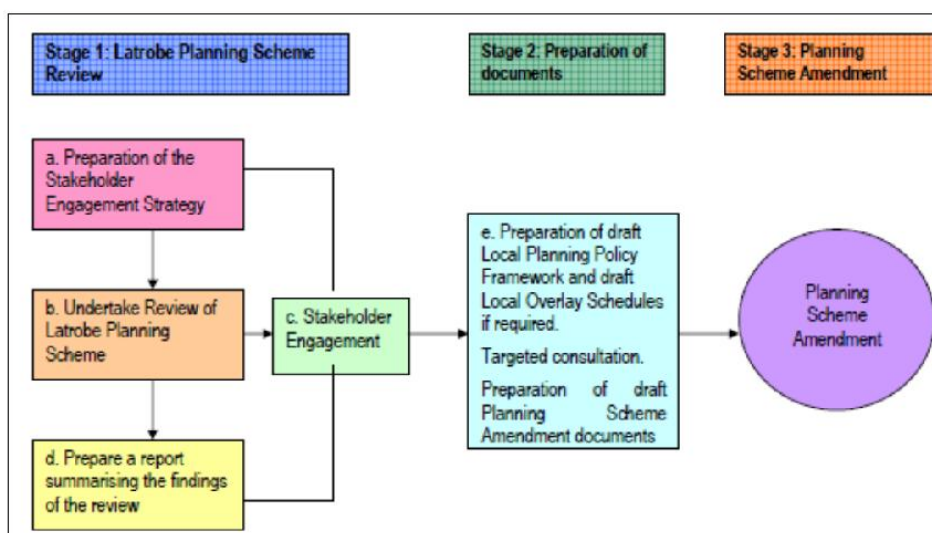 Stage 1: Latrobe Planning Scheme
Review
Stage 2: Preparation of
documents
Stage 3: Planning
Scheme Amendment
a. Preparation of the
Stakeholder
Engagement Strategy
b. Undertake Review of
Latrobe Planning
Scheme
c. Stakeholder
Engagement
d. Prepare a report
summarising the findings
of the review
e. Preparation of draft
Local Planning Policy
Framework and draft
Local Overlay Schedules
if required.
Targeted consultation.
Preparation of draft
Planning Scheme
Amendment documents
Planning
Scheme
Amendment